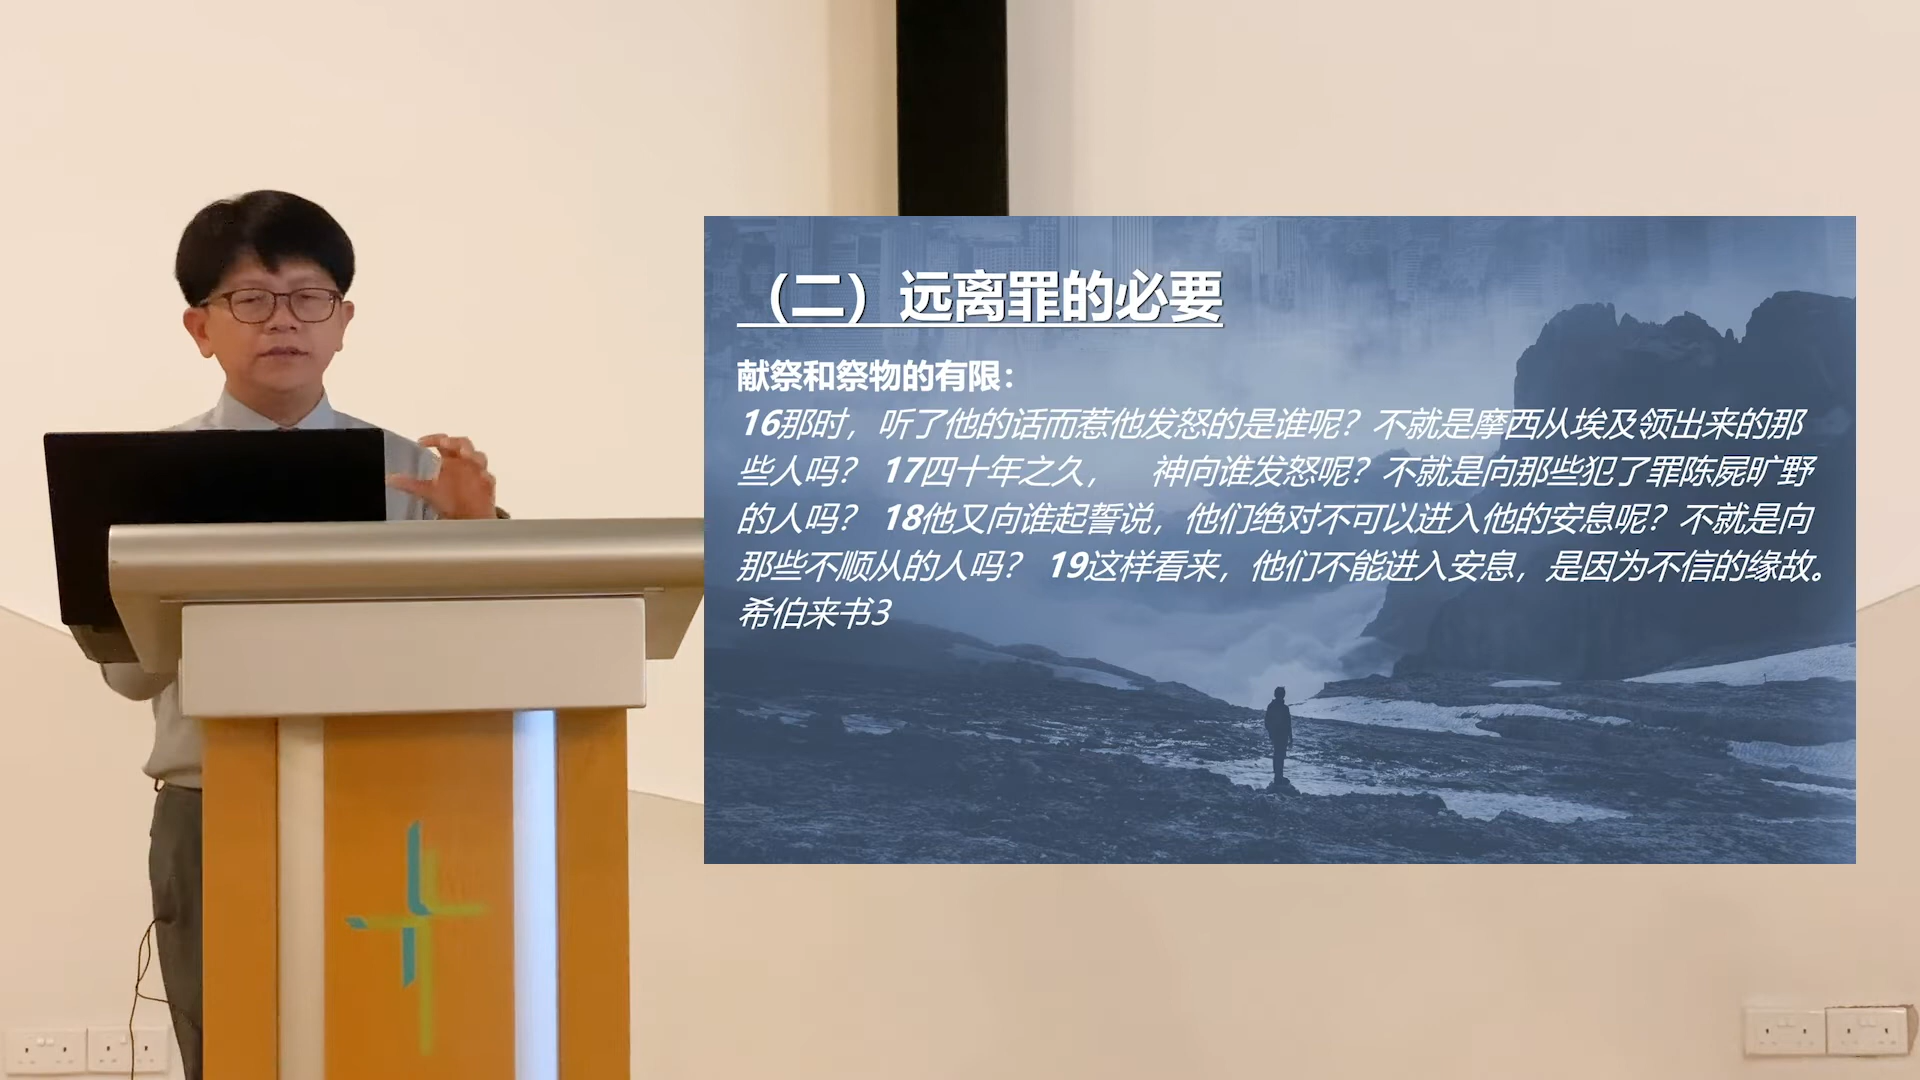 （二）远离罪的必要
献祭和祭物的有限：
16那时，听了他的话而惹他发怒的是谁呢？不就是摩西从埃及领出来的那
些人吗？ 17四十年之久， 神向谁发怒呢？不就是向那些犯了罪陈屍旷野
的人吗？ 18他又向谁起誓说，他们绝对不可以进入他的安息呢？不就是向
那些不顺从的人吗？ 19这样看来，他们不能进入安息，是因为不信的缘故。
希伯来书3